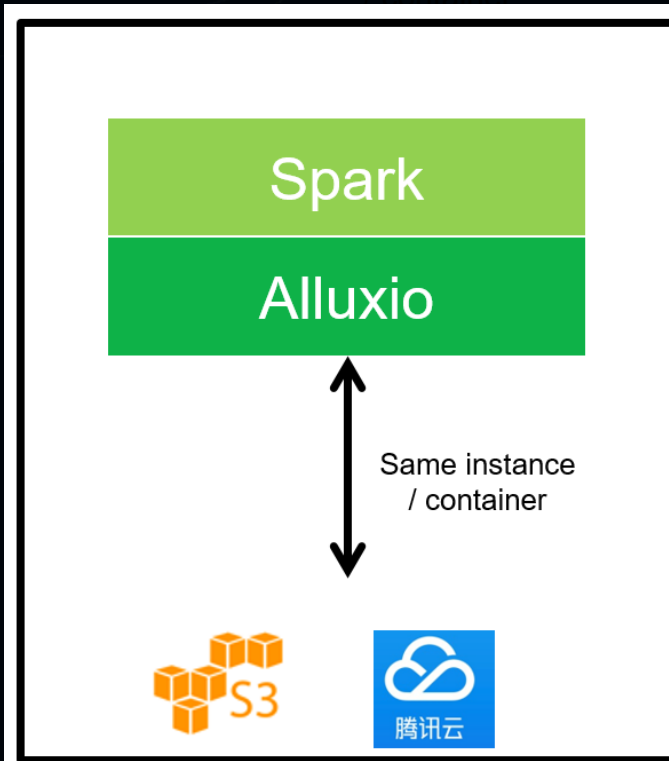 Spark
Alluxio
Same instance
/ container
S3
腾讯云